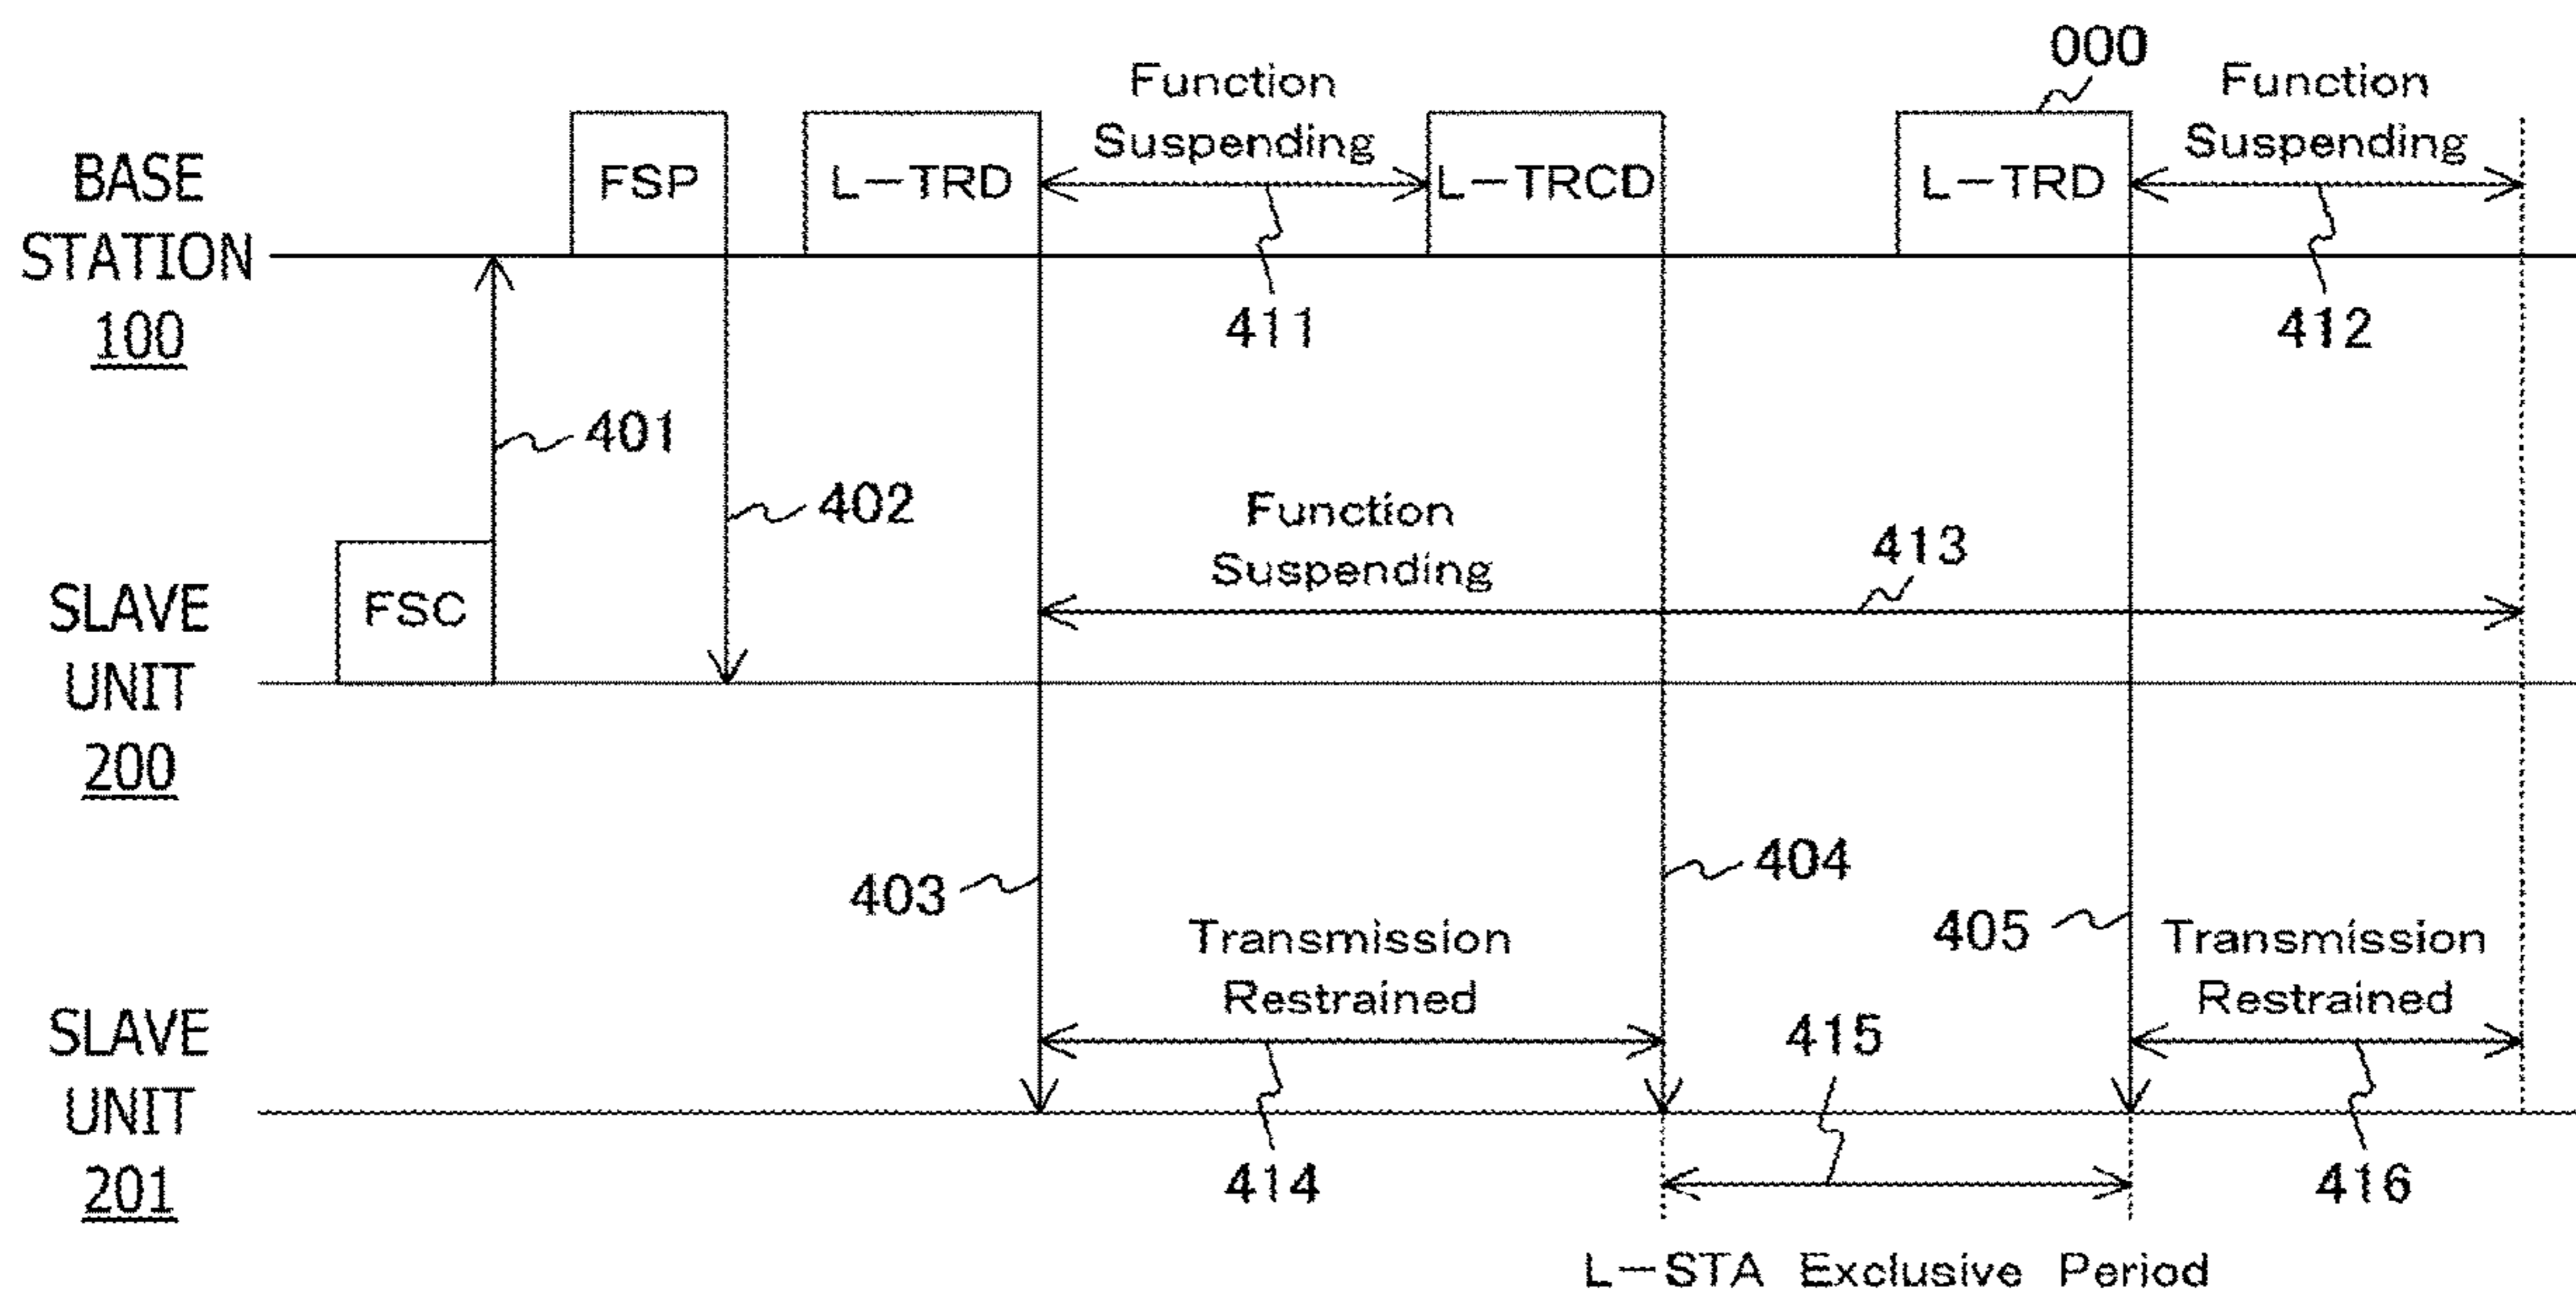 000
Function
Suspending
Function
Suspending
BASE
STATION
100
FSP
L-TRD
L-TRCD
L-TRD
411
412
401
402
Function
Suspending
413
SLAVE
UNIT
200
FSC
403
404
405
Transmission
Restrained
Transmission
Restrained
415
SLAVE
UNIT
201
414
416
L-STA Exclusive Period